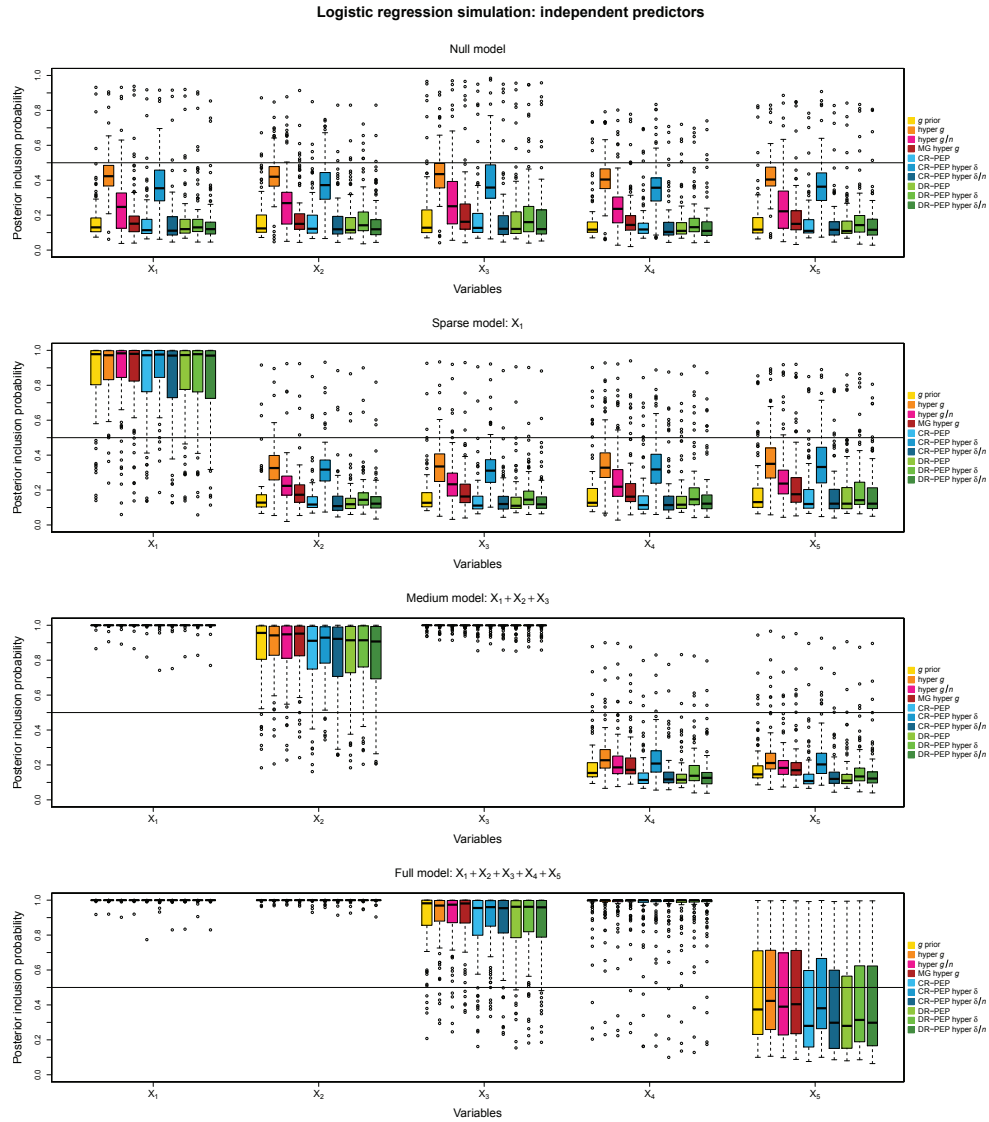 Logistic regression simulation: independent predictors
Null model
Posterior inclusion probability
1.0
0.8
0.6
0.4
0.2
0.0
X1
X2
X3
X4
X5
Variables
g prior
hyper g
hyper g/n
MG hyper g
CR−PEP
CR−PEP hyper δ
CR−PEP hyper δ/n
DR−PEP
DR−PEP hyper δ
DR−PEP hyper δ/n
Sparse model: X1
Posterior inclusion probability
1.0
0.8
0.6
0.4
0.2
0.0
X1
X2
X3
X4
X5
Variables
g prior
hyper g
hyper g/n
MG hyper g
CR−PEP
CR−PEP hyper δ
CR−PEP hyper δ/n
DR−PEP
DR−PEP hyper δ
DR−PEP hyper δ/n
Medium model: X1 + X2 + X3
Posterior inclusion probability
1.0
0.8
0.6
0.4
0.2
0.0
X1
X2
X3
X4
X5
Variables
g prior
hyper g
hyper g/n
MG hyper g
CR−PEP
CR−PEP hyper δ
CR−PEP hyper δ/n
DR−PEP
DR−PEP hyper δ
DR−PEP hyper δ/n
Full model: X1 + X2 + X3 + X4 + X5
Posterior inclusion probability
1.0
0.8
0.6
0.4
0.2
0.0
X1
X2
X3
X4
X5
Variables
g prior
hyper g
hyper g/n
MG hyper g
CR−PEP
CR−PEP hyper δ
CR−PEP hyper δ/n
DR−PEP
DR−PEP hyper δ
DR−PEP hyper δ/n